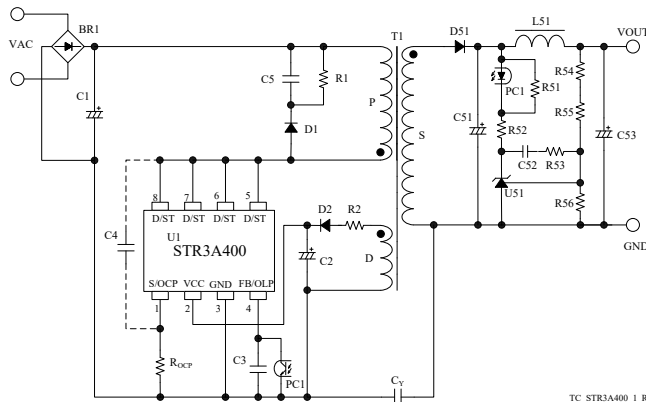 BR1
VAC
C1
C5
R1
D1
T1
P
S
D51
L51
VOUT
PC1
R51
R54
R55
C51
R52
C53
C52
R53
U51
R56
GND
C4
8
7
6
5
D/ST
D/ST
D/ST
D/ST
U1
STR3A400
S/OCP
VCC
GND
FB/OLP
1
2
3
4
D2
R2
C2
D
ROCP
C3
PC1
CY
TC_STR3A400_1_R